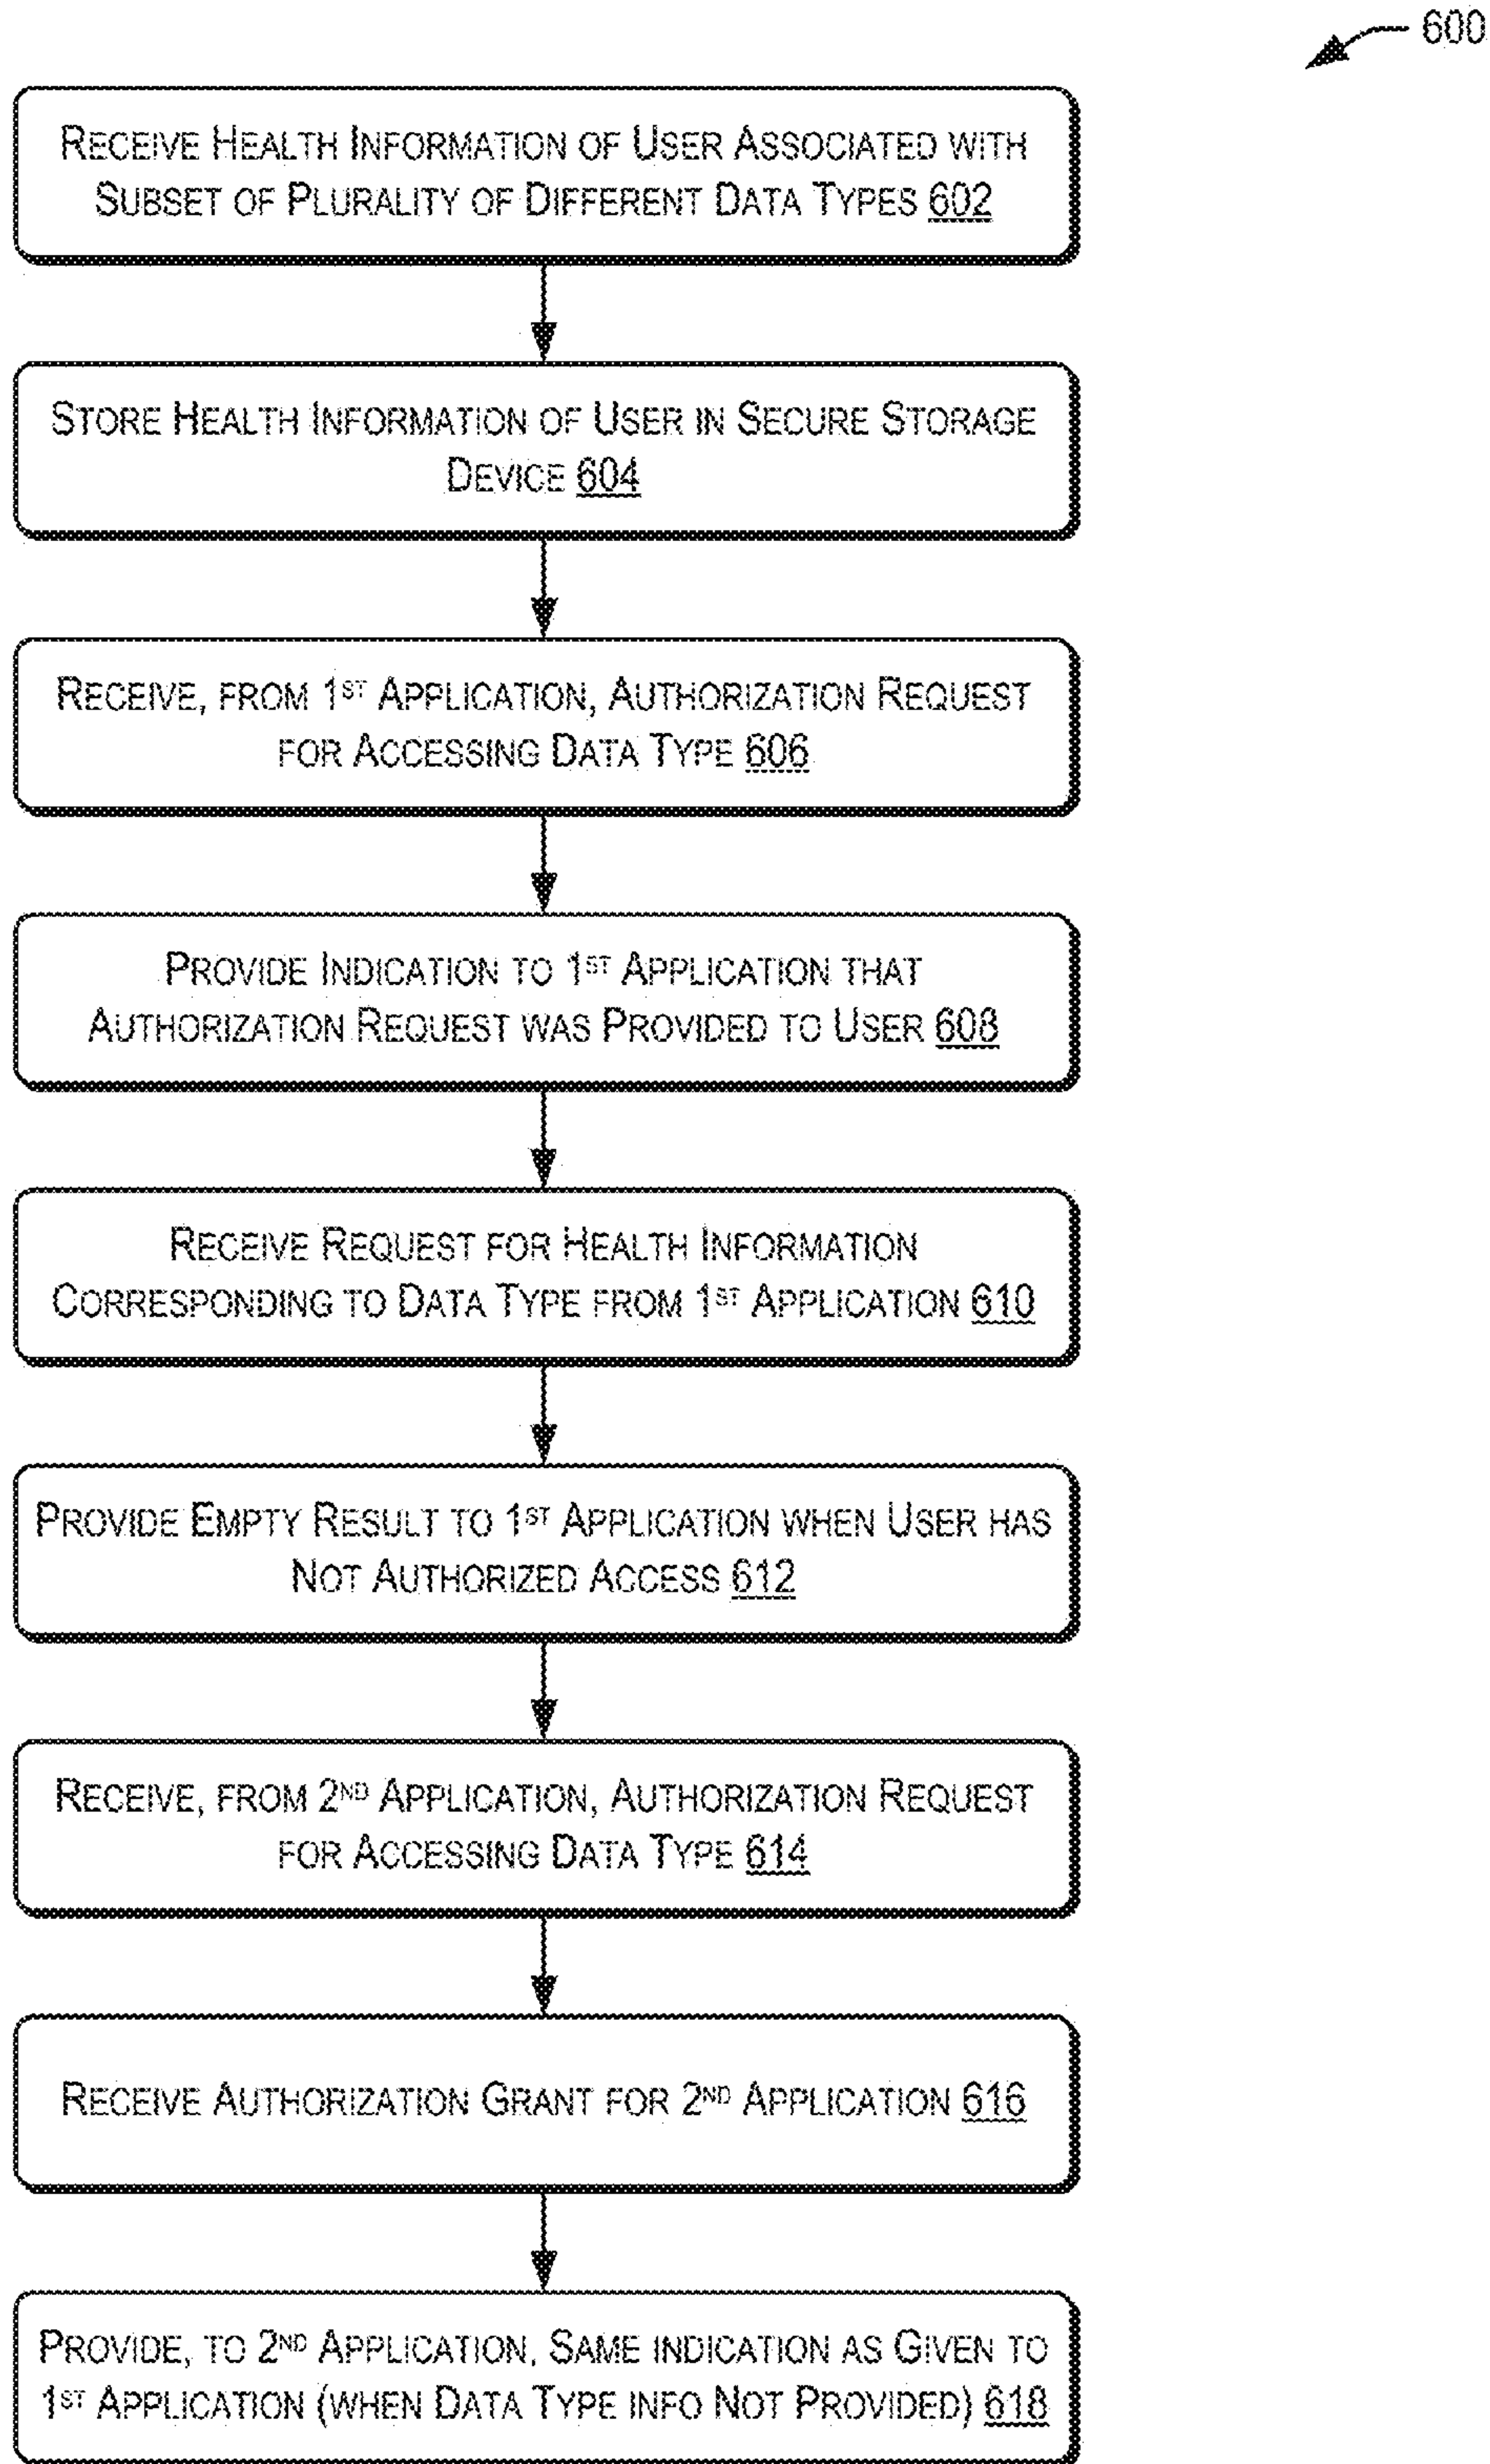 600
RECEIVE HEALTH INFORMATION OF USER ASSOCIATED WITH
SUBSET OF PLURALITY OF DIFFERENT DATA TYPES 602
STORE HEALTH INFORMATION OF USER IN SECURE STORAGE
DEVICE 604
RECEIVE, FROM 1ST APPLICATION, AUTHORIZATION REQUEST
FOR ACCESSING DATA TYPE 606
PROVIDE INDICATION TO 1ST APPLICATION THAT
AUTHORIZATION REQUEST WAS PROVIDED TO USER 608
RECEIVE REQUEST FOR HEALTH INFORMATION
CORRESPONDING TO DATA TYPE FROM 1ST APPLICATION 610
PROVIDE EMPTY RESULT TO 1ST APPLICATION WHEN USER HAS
NOT AUTHORIZED ACCESS 612
RECEIVE, FROM 2ND APPLICATION, AUTHORIZATION REQUEST
FOR ACCESSING DATA TYPE 614
RECEIVE AUTHORIZATION GRANT FOR 2ND APPLICATION 616
PROVIDE, TO 2ND APPLICATION, SAME INDICATION AS GIVEN TO
1ST APPLICATION (WHEN DATA TYPE INFO NOT PROVIDED) 618